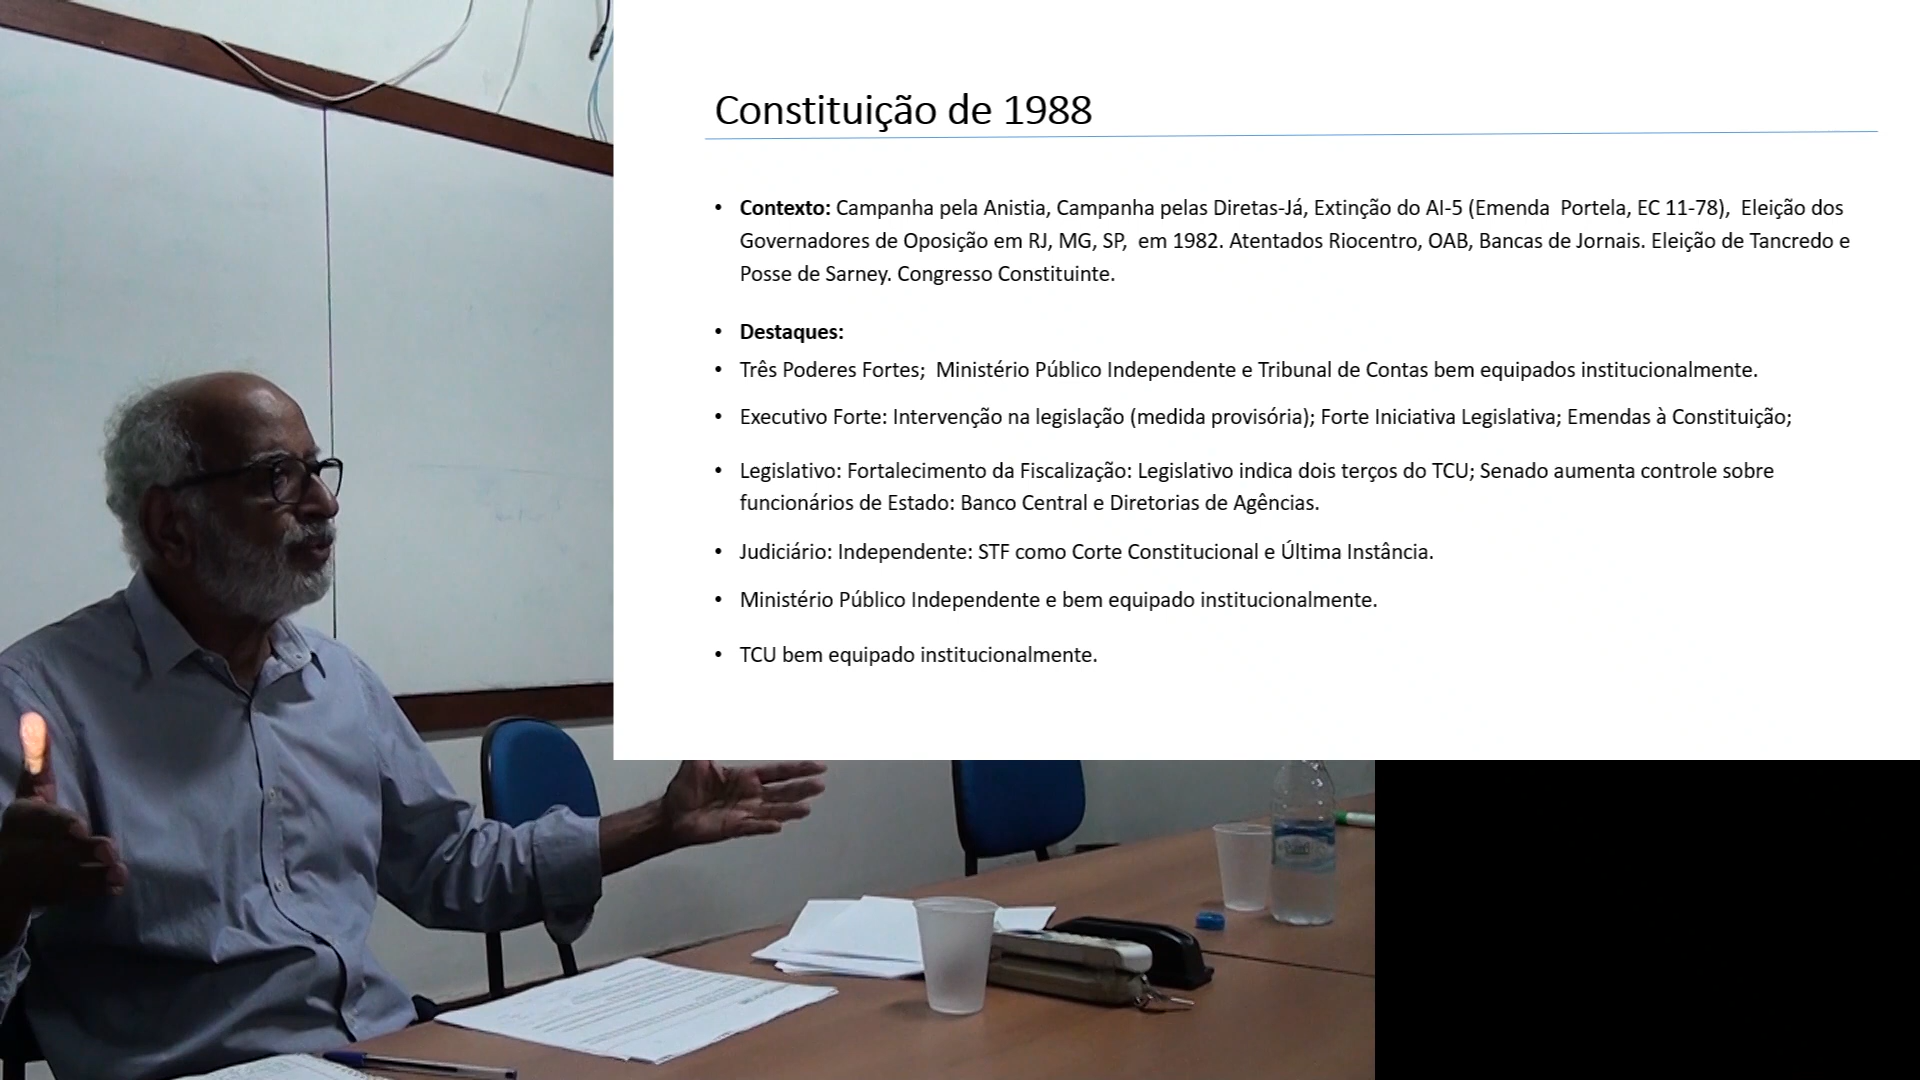 Constituição de 1988
• Contexto: Campanha pela Anistia, Campanha pelas Diretas-Já, Extinção do AI-5 (Emenda Portela, EC 11-78), Eleição dos
Governadores de Oposição em RJ, MG, SP, em 1982. Atentados Riocentro, OAB, Bancas de Jornais. Eleição de Tancredo e
Posse de Sarney. Congresso Constituinte.
• Destaques:
• Três Poderes Fortes; Ministério Público Independente e Tribunal de Contas bem equipados institucionalmente.
• Executivo Forte: Intervenção na legislação (medida provisória); Forte Iniciativa Legislativa; Emendas à Constituição;
• Legislativo: Fortalecimento da Fiscalização: Legislativo indica dois terços do TCU; Senado aumenta controle sobre
funcionários de Estado: Banco Central e Diretorias de Agências.
• Judiciário: Independente: STF como Corte Constitucional e Última Instância.
• Ministério Público Independente e bem equipado institucionalmente.
• TCU bem equipado institucionalmente.